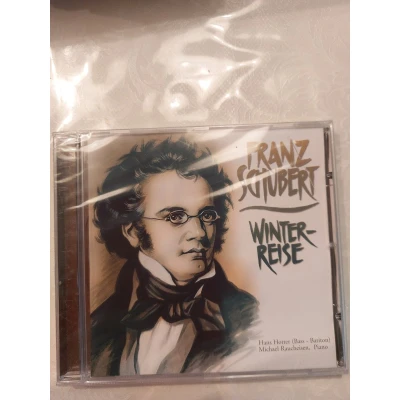 FRANZ
SCHUBERT
WINTER-
REISE
Hans Hotter (Bass - Bariton)
Michael Raucheisen, Piano